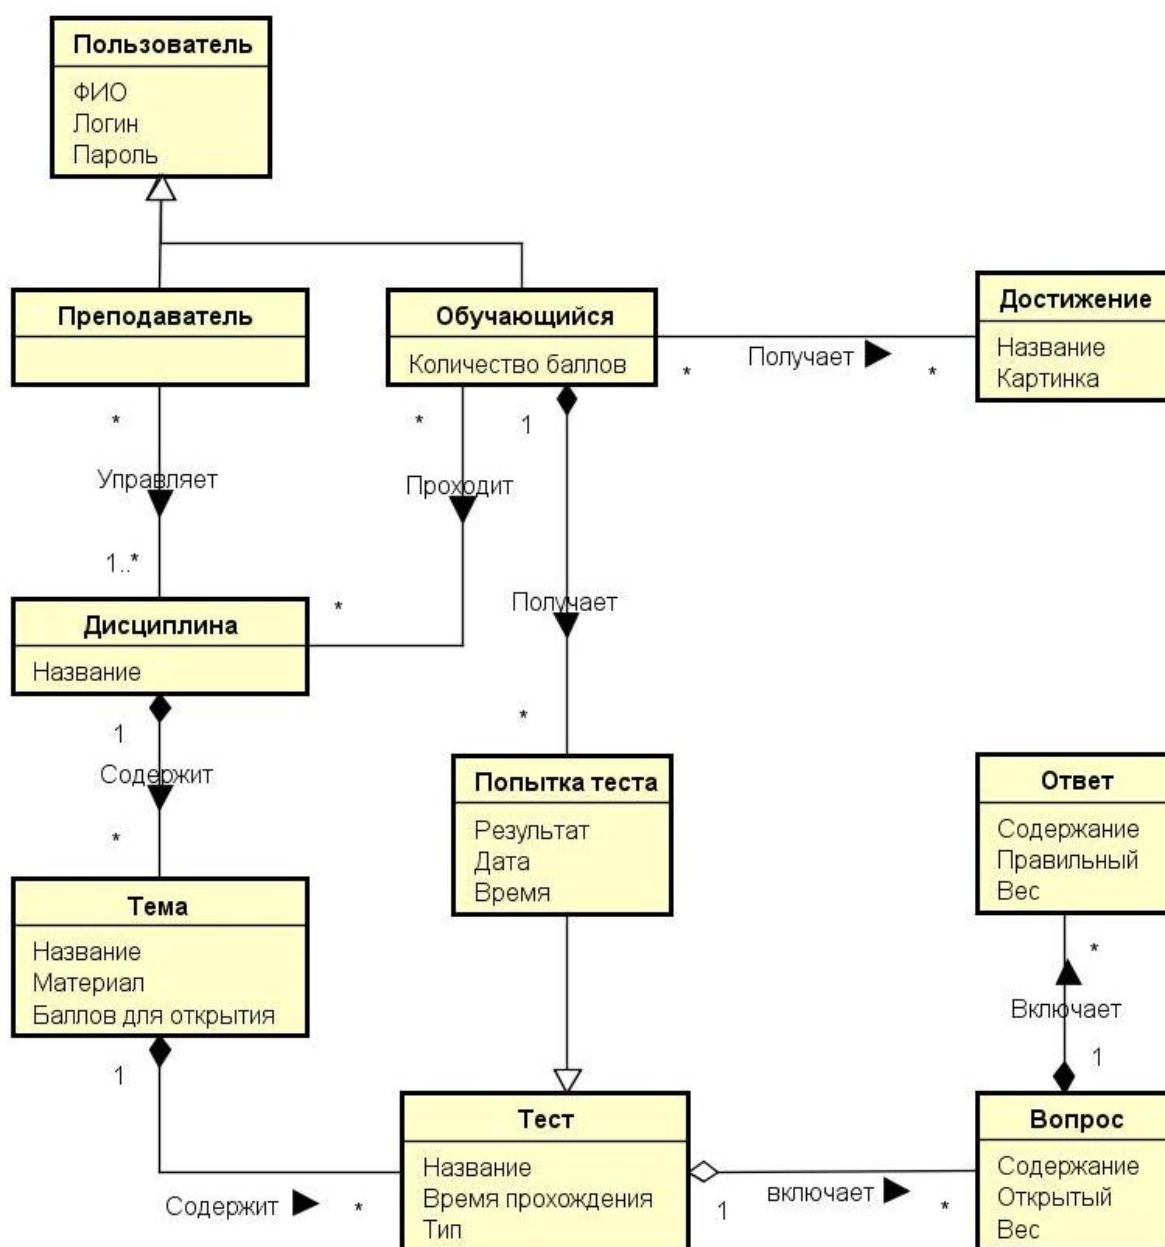 Пользователь
ФИО
Логин
Пароль
Преподаватель
Обучающийся
Количество баллов
Достижение
Название
Картинка
Получает
*
*
*
Управляет
1..*
*
Проходит
*
1
Получает
*
Дисциплина
Название
1
Содержит
*
Попытка теста
Результат
Дата
Время
Ответ
Содержание
Правильный
Вес
Тема
Название
Материал
Баллов для открытия
*
Включает
1
1
Содержит
*
Тест
Название
Время прохождения
Тип
1
включает
*
Вопрос
Содержание
Открытый
Вес